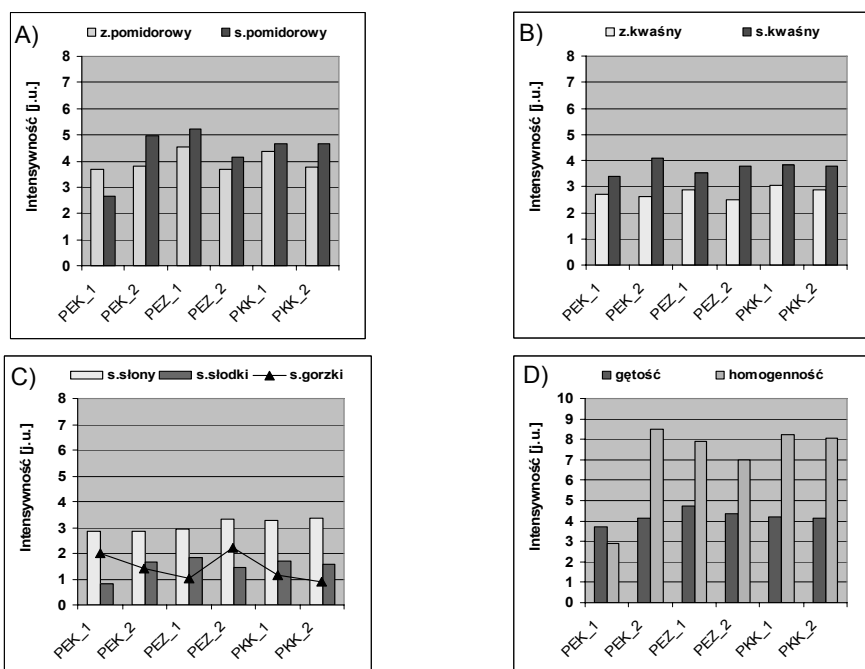 A)
z.pomidorowy s.pomidorowy
Intensywność [j.u.]
8
7
6
5
4
3
2
1
0
PEK_1 PEK_2 PEZ_1 PEZ_2 PKK_1 PKK_2
B)
z.kwaśny s.kwaśny
Intensywność [j.u.]
8
7
6
5
4
3
2
1
0
PEK_1 PEK_2 PEZ_1 PEZ_2 PKK_1 PKK_2
C)
s.słony s.słodki s.gorzki
Intensywność [j.u.]
8
7
6
5
4
3
2
1
0
PEK_1 PEK_2 PEZ_1 PEZ_2 PKK_1 PKK_2
D)
gętość homogenność
Intensywność [j.u.]
10
9
8
7
6
5
4
3
2
1
0
PEK_1 PEK_2 PEZ_1 PEZ_2 PKK_1 PKK_2